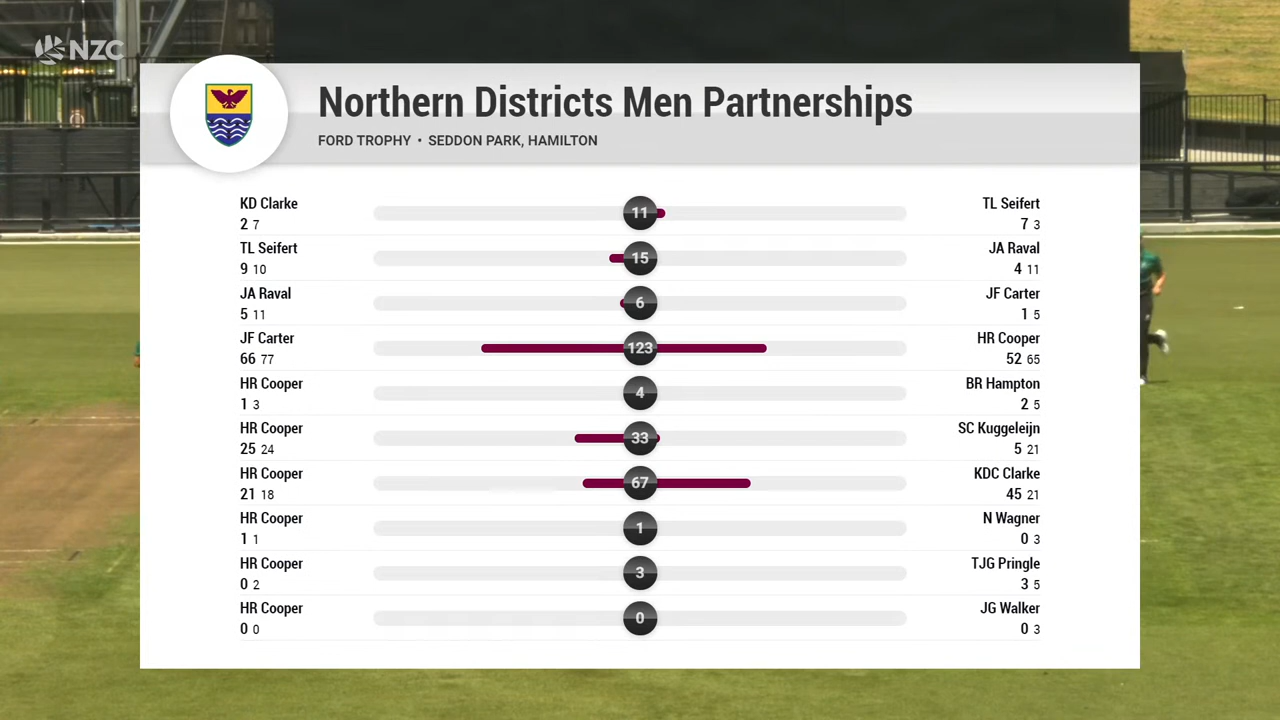 NZC
Northern Districts Men Partnerships
FORD TROPHY • SEDDON PARK, HAMILTON
KD Clarke 11 TL Seifert
2 7 7 3
TL Seifert 15 JA Raval
9 10 4 11
JA Raval 6 JF Carter
5 11 1 5
JF Carter 123 HR Cooper
66 77 52 65
HR Cooper 4 BR Hampton
1 3 2 5
HR Cooper 33 SC Kuggeleijn
25 24 5 21
HR Cooper 67 KDC Clarke
21 18 45 21
HR Cooper 1 N Wagner
1 1 0 3
HR Cooper 3 TJG Pringle
0 2 3 5
HR Cooper 0 JG Walker
0 0 0 3